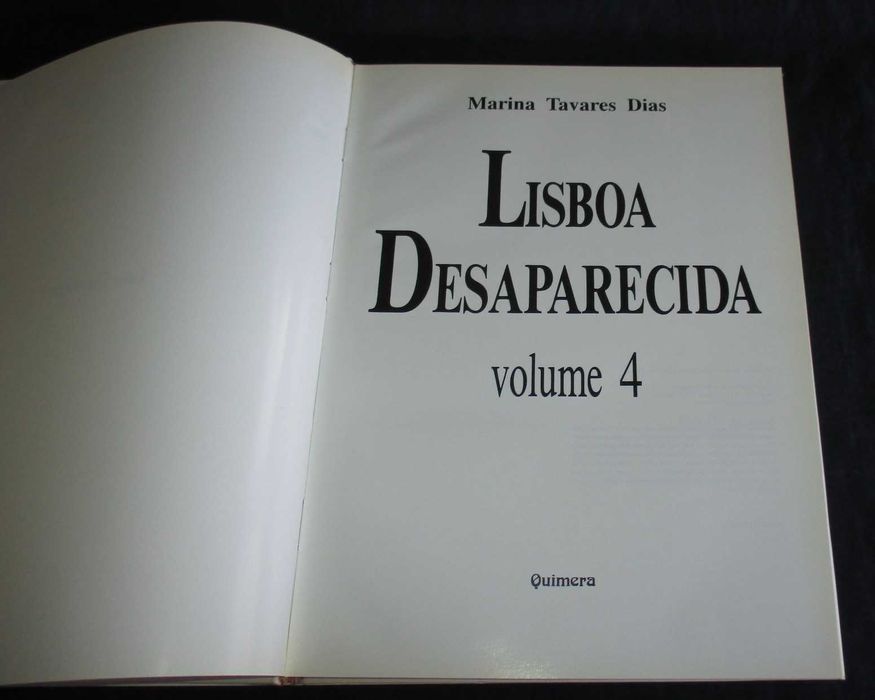 Marina Tavares Dias
LISBOA
DESAPARECIDA
volume 4
Quimera